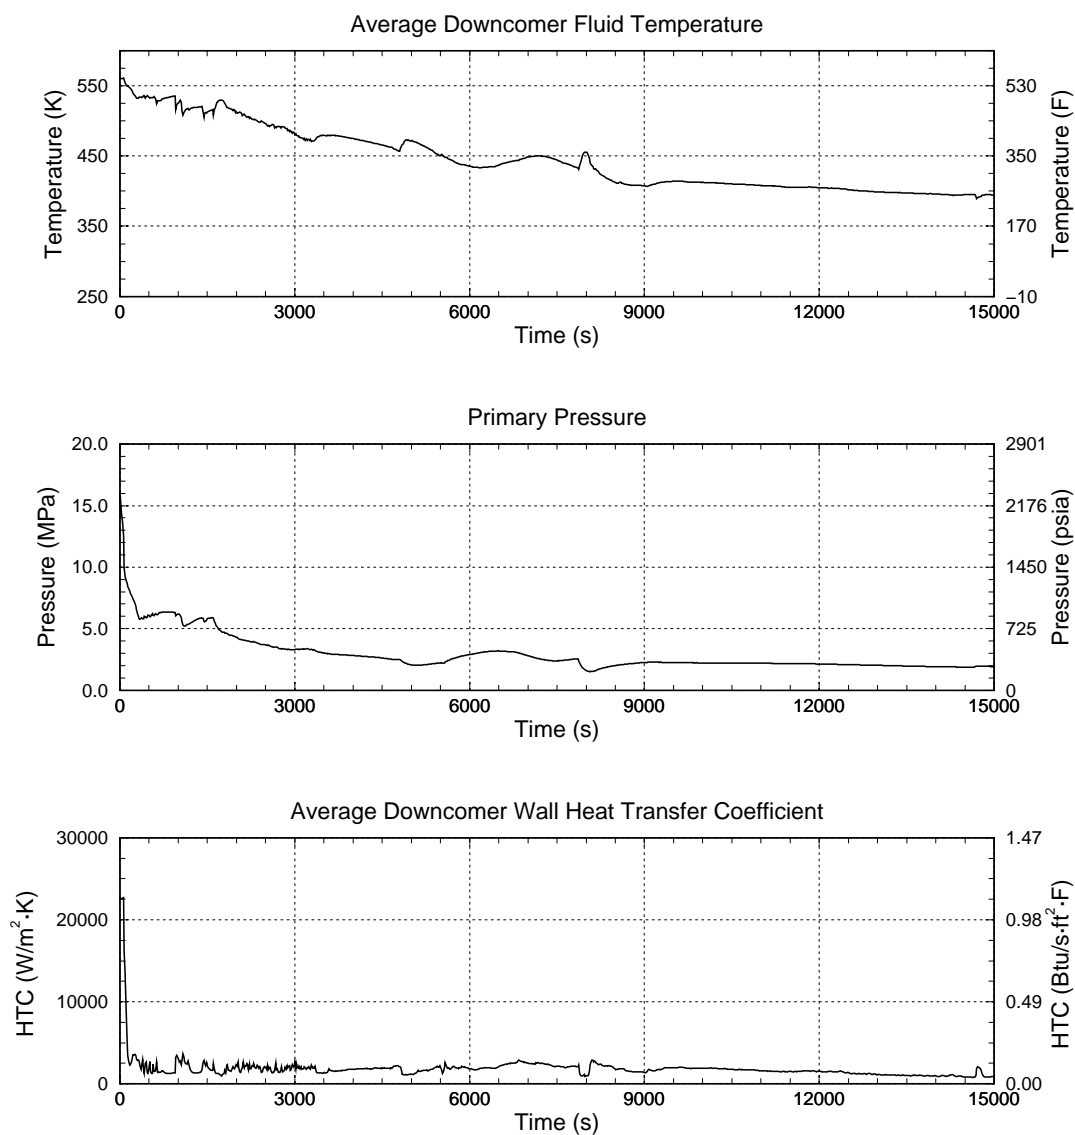 Average Downcomer Fluid Temperature
Temperature (K)
550
450
350
250
530
350
170
−10
Temperature (F)
0 3000 6000 9000 12000 15000
Time (s)
Primary Pressure
Pressure (MPa)
20.0
15.0
10.0
5.0
0.0
2901
2176
1450
725
0
Pressure (psia)
0 3000 6000 9000 12000 15000
Time (s)
Average Downcomer Wall Heat Transfer Coefficient
HTC (W/m²·K)
30000
20000
10000
0
1.47
0.98
0.49
0.00
HTC (Btu/s·ft²·F)
0 3000 6000 9000 12000 15000
Time (s)